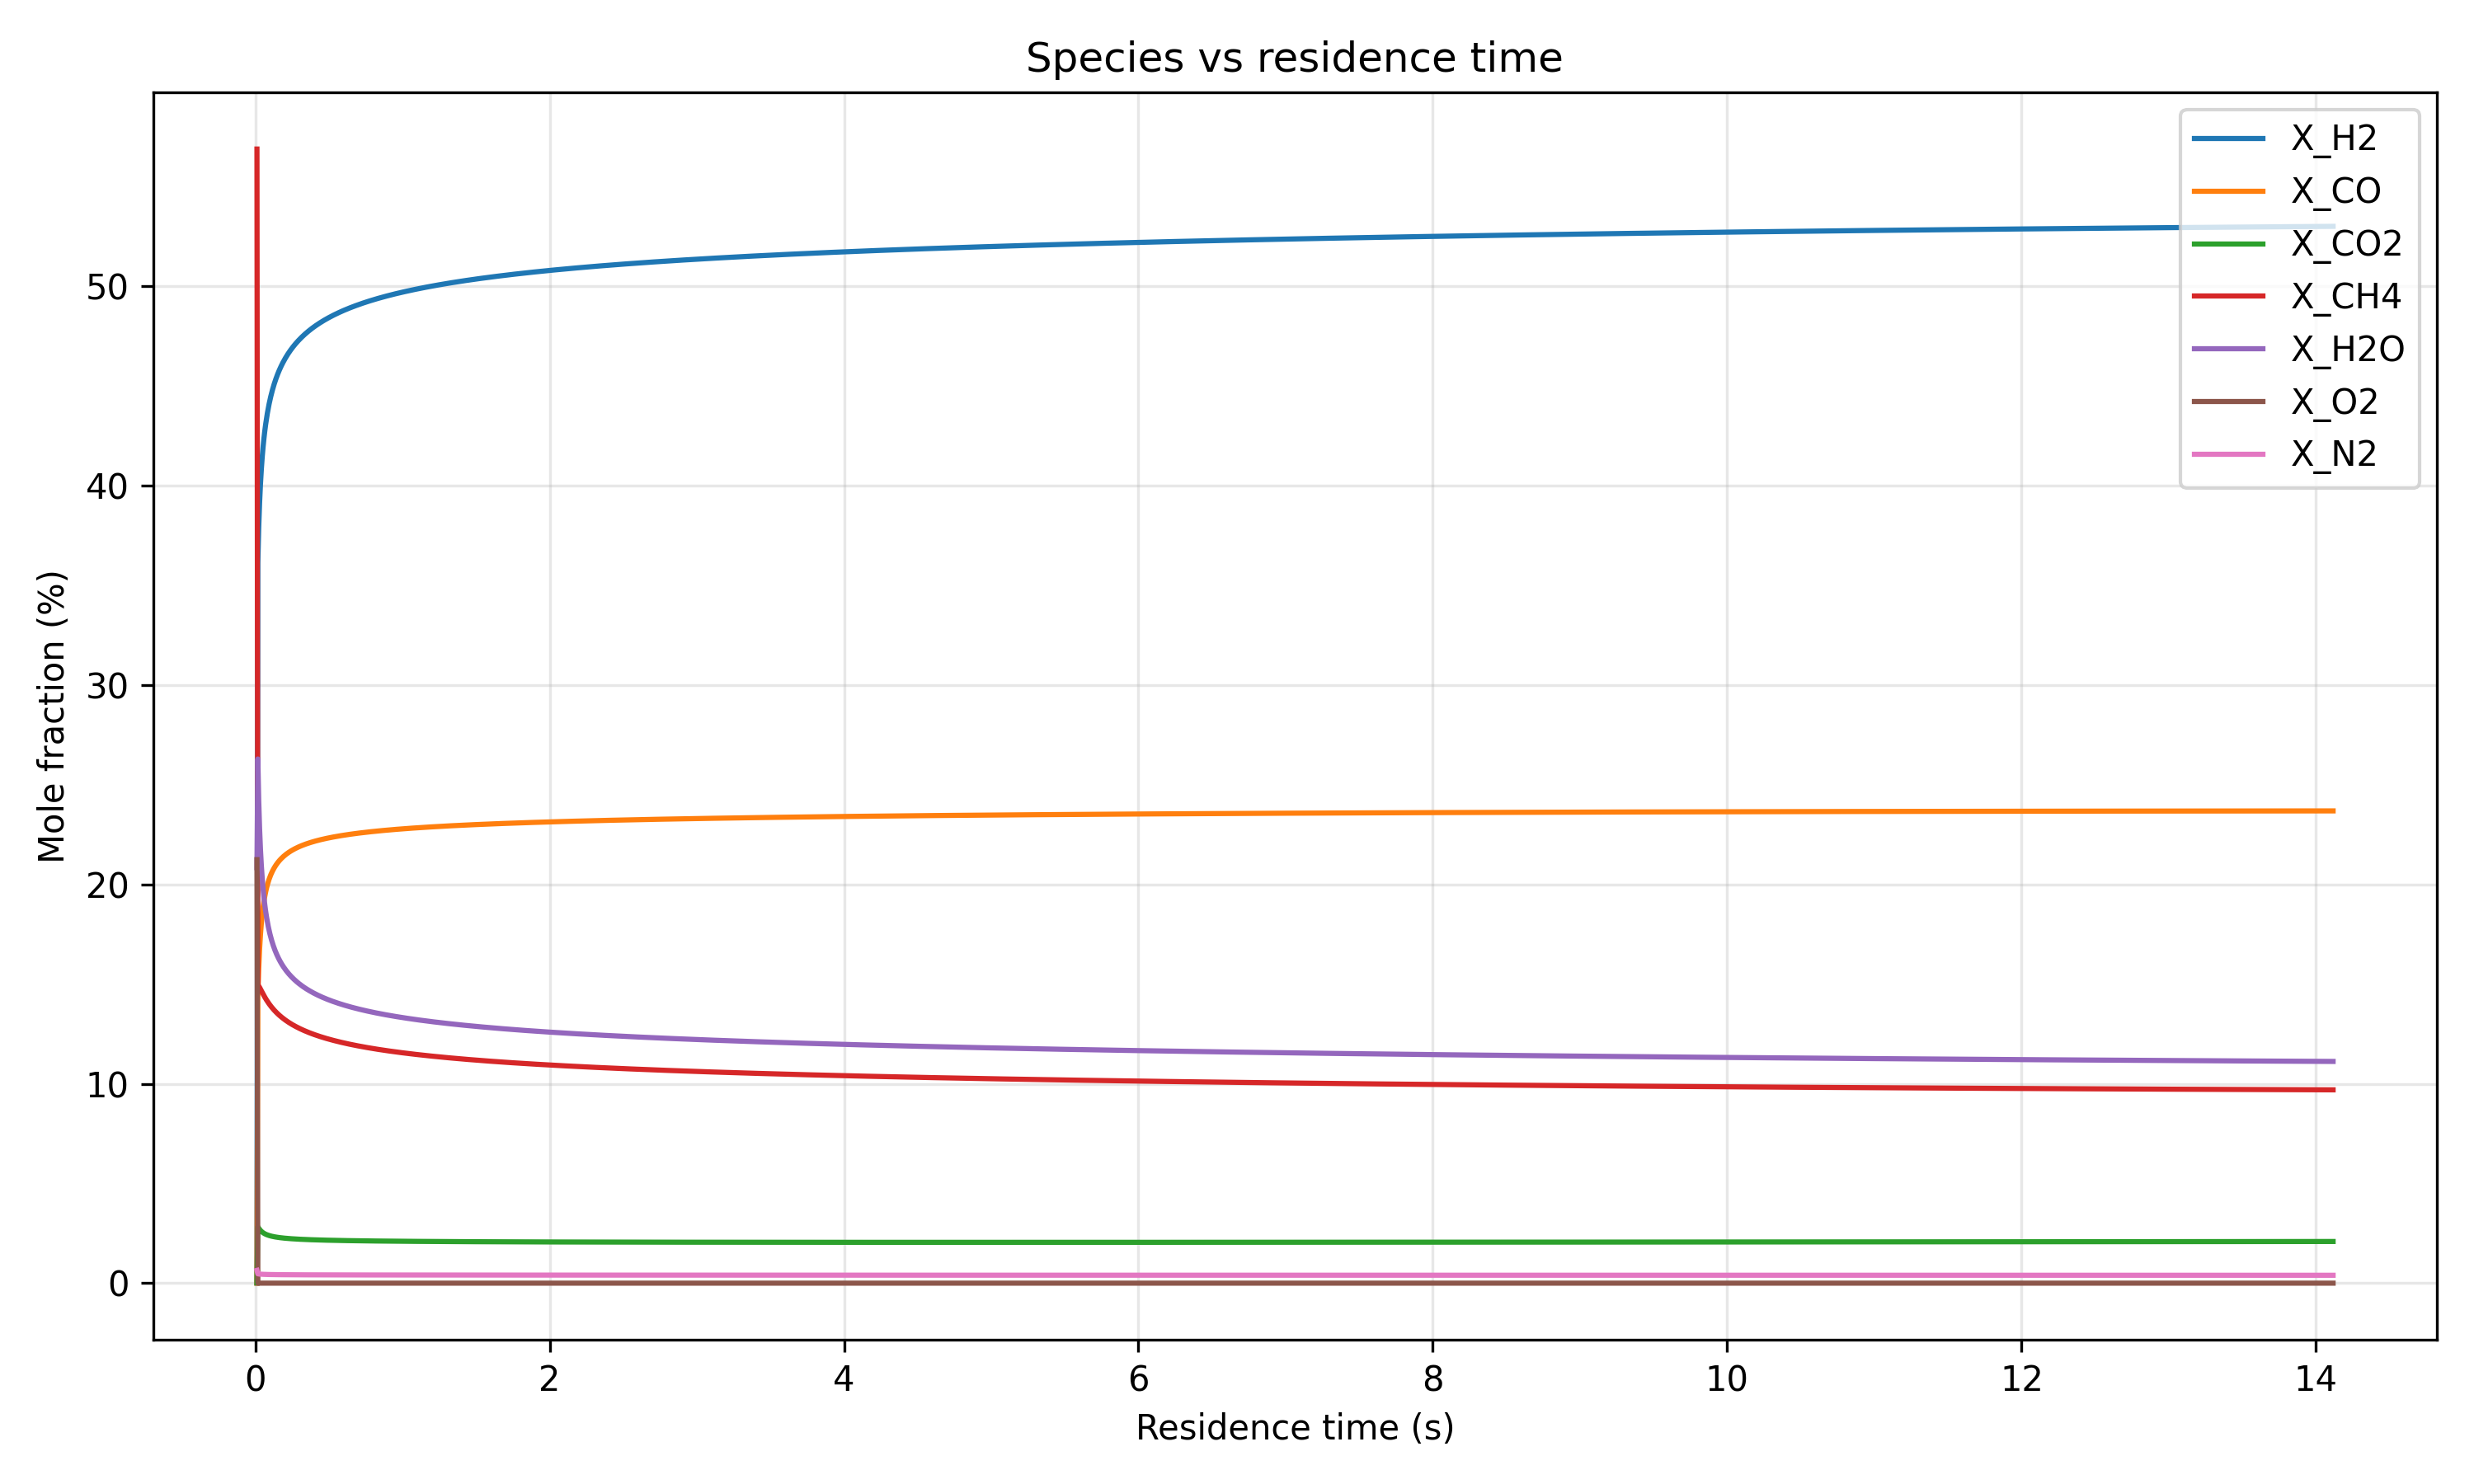 Species vs residence time
X_H2
X_CO
X_CO2
X_CH4
X_H2O
X_O2
X_N2
Mole fraction (%)
50
40
30
20
10
0
0 2 4 6 8 10 12 14
Residence time (s)